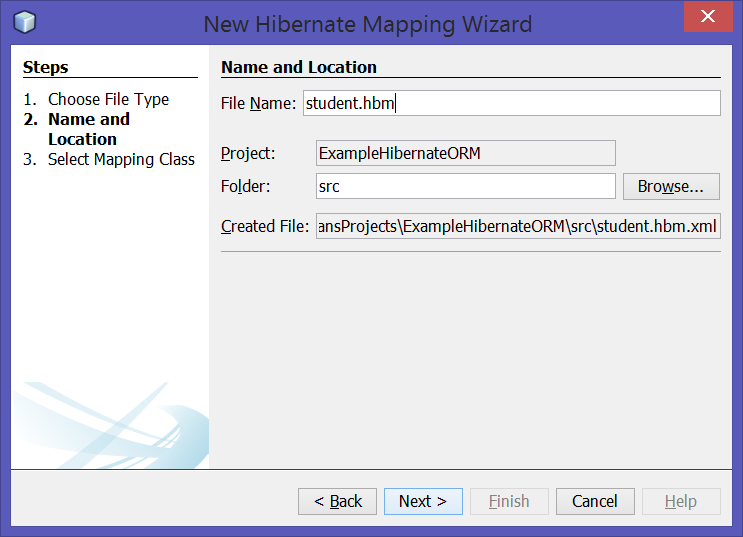 New Hibernate Mapping Wizard
Steps
1. Choose File Type
2. Name and
Location
3. Select Mapping Class
Name and Location
File Name: student.hbm
Project: ExampleHibernateORM
Folder: src Browse...
Created File: ansProjects\ExampleHibernateORM\src\student.hbm.xml
< Back Next > Finish Cancel Help